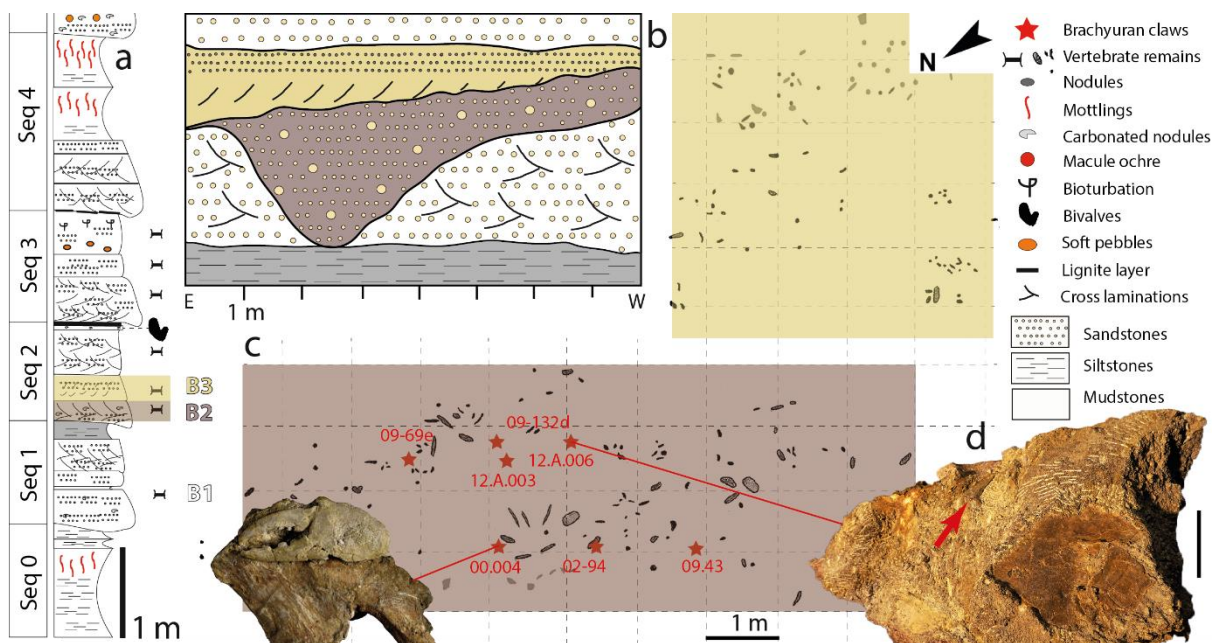 a
Seq 4
Seq 3
Seq 2
Seq 1
Seq 0
B3
B2
B1
1 m
E
1 m
W
b
N
c
09-132d
09-69e
12.A.006
12.A.003
00.004
02-94
09.43
1 m
d
Brachyuran claws
Vertebrate remains
Nodules
Mottlings
Carbonated nodules
Macule ochre
Bioturbation
Bivalves
Soft pebbles
Lignite layer
Cross laminations
Sandstones
Siltstones
Mudstones